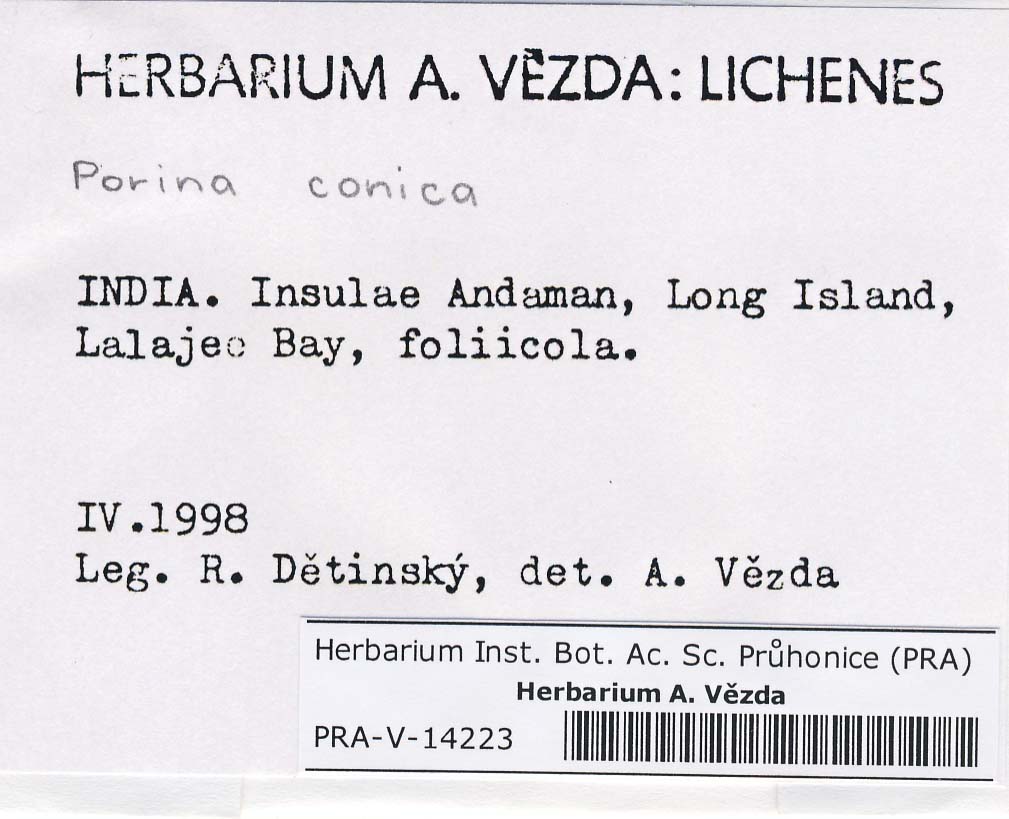 HERBARIUM A. VĚZDA: LICHENES
Porina conica
INDIA. Insulae Andaman, Long Island,
Lalajee Bay, foliicola.
IV.1998
Leg. R. Dětinský, det. A. Vězda
Herbarium Inst. Bot. Ac. Sc. Průhonice (PRA)
Herbarium A. Vězda
PRA-V-14223